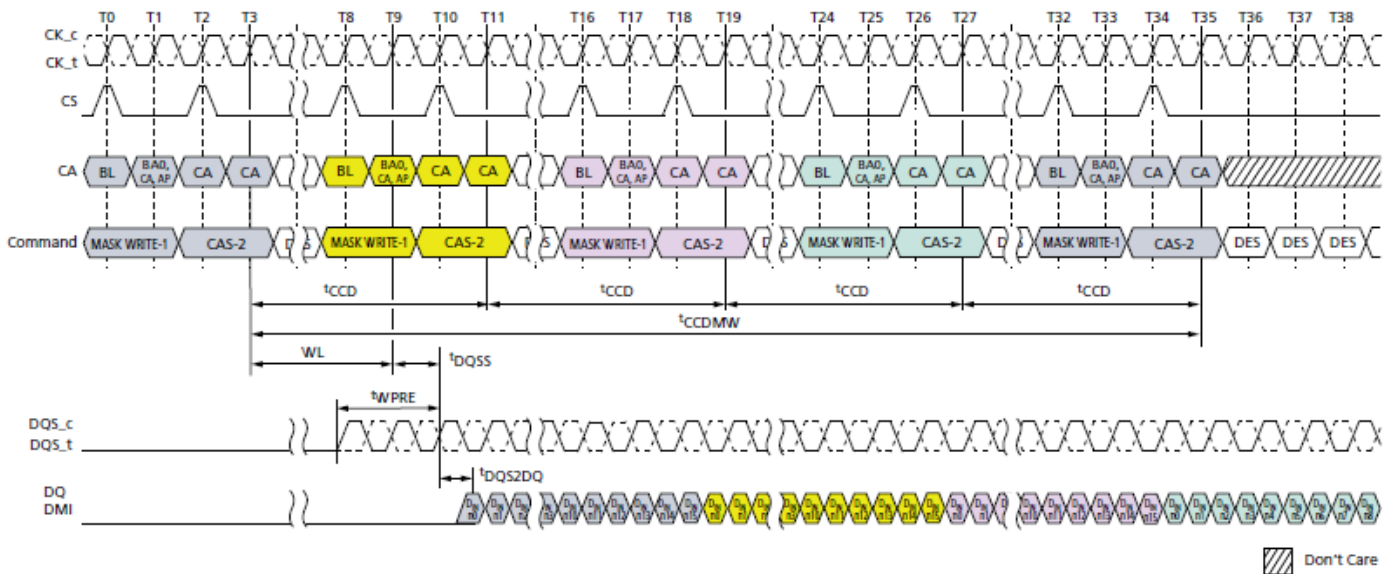 T0 T1 T2 T3 T8 T9 T10 T11 T16 T17 T18 T19 T24 T25 T26 T27 T32 T33 T34 T35 T36 T37 T38
CK_c
CK_t
CS
CA BL BA0, CA, AP CA CA BL BA0, CA, AP CA CA BL BA0, CA, AP CA CA BL BA0, CA, AP CA CA BL BA0, CA, AP CA CA
Command MASK WRITE-1 CAS-2 MASK WRITE-1 CAS-2 MASK WRITE-1 CAS-2 MASK WRITE-1 CAS-2 MASK WRITE-1 CAS-2 DES DES DES
tCCD tCCD tCCD tCCD
tCCDMW
WL tDQSS
tWPRE
DQS_c
DQS_t
tDQS2DQ
DQ
DMI
Don't Care